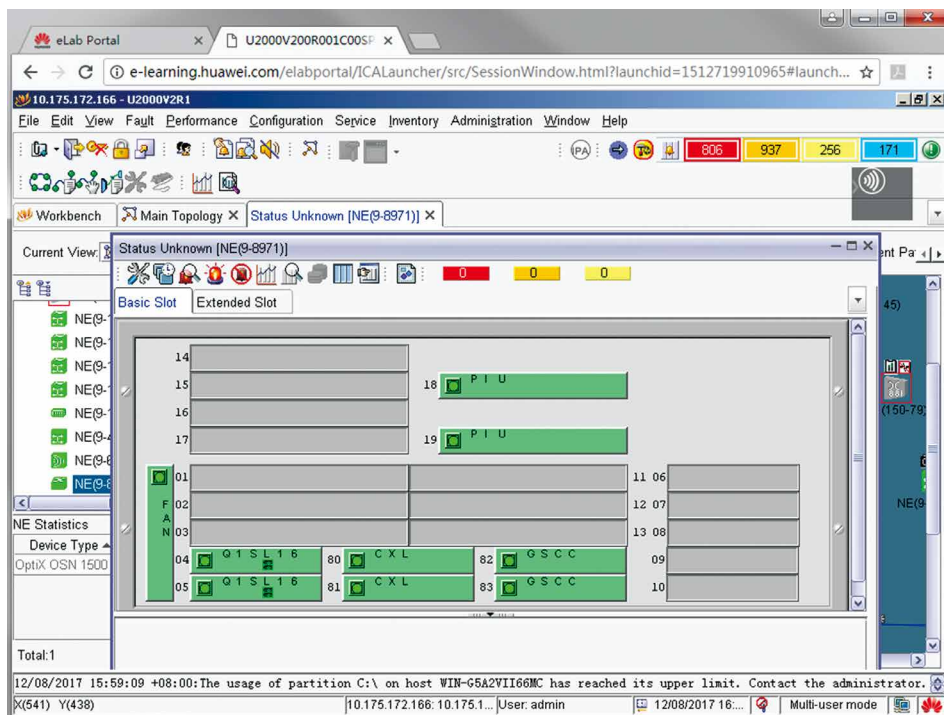 eLab Portal
U2000V200R001C00SP
e-learning.huawei.com/elabportal/ICALauncher/src/SessionWindow.html?launchid=1512719910965#launch...
10.175.172.166 - U2000V2R1
File Edit View Fault Performance Configuration Service Inventory Administration Window Help
PA 806 937 256 171
Workbench Main Topology Status Unknown [NE(9-8971)]
Current View:
Status Unknown [NE(9-8971)]
ent Pa
0 0 0
Basic Slot Extended Slot
45)
NE(9-1
NE(9-
NE(9-
NE(9-
NE(9-
NE(9-4
NE(9-6
NE(9-8
14
15 18 PIU
16
17 19 PIU
(150-79)
01 11 06
FAN
02 12 07
03 13 08
NE(9-
04 Q1SL16 80 CXL 82 GSCC 09
05 Q1SL16 81 CXL 83 GSCC 10
NE Statistics
Device Type
OptiX OSN 1500
Total:1
12/08/2017 15:59:09 +08:00:The usage of partition C:\ on host WIN-G5A2VII66MC has reached its upper limit. Contact the administrator.
X(541) Y(438) 10.175.172.166: 10.175.1... User: admin 12/08/2017 16:... Multi-user mode